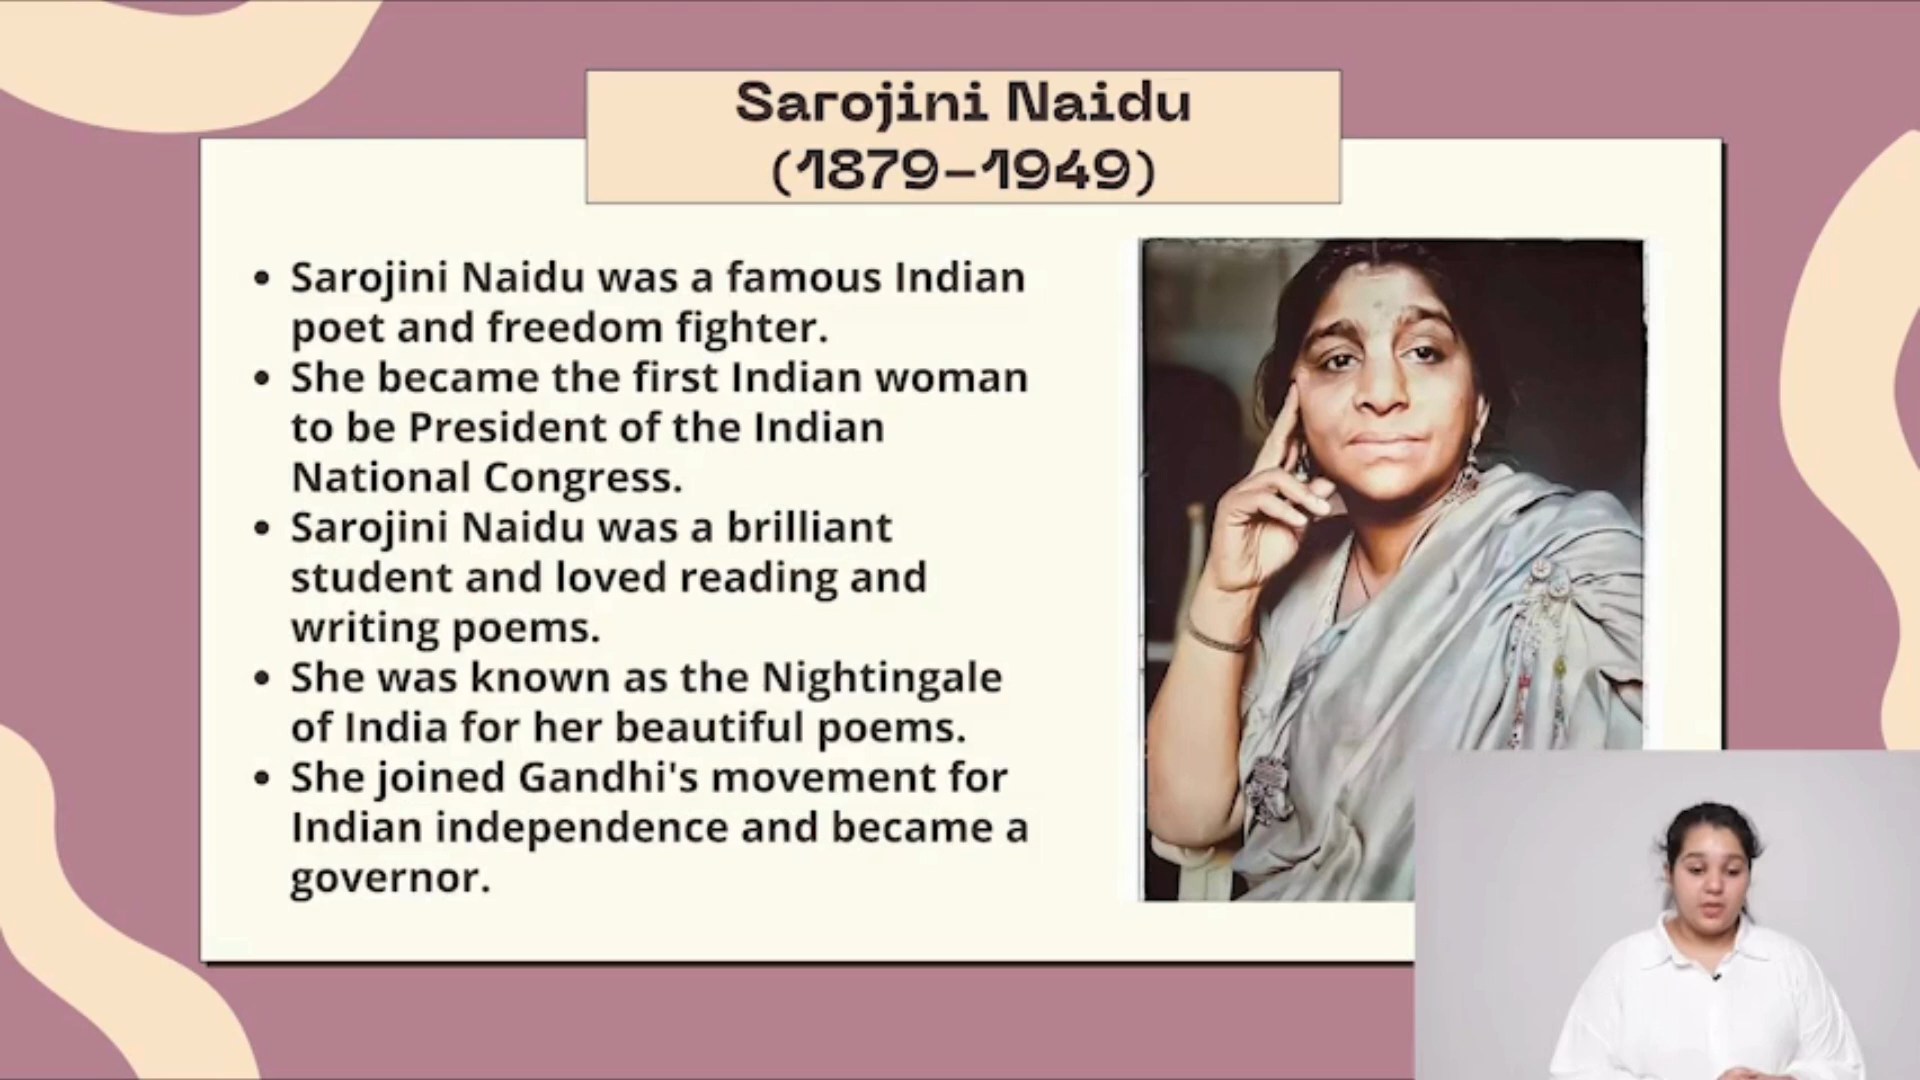 Sarojini Naidu
(1879–1949)
• Sarojini Naidu was a famous Indian
poet and freedom fighter.
• She became the first Indian woman
to be President of the Indian
National Congress.
• Sarojini Naidu was a brilliant
student and loved reading and
writing poems.
• She was known as the Nightingale
of India for her beautiful poems.
• She joined Gandhi's movement for
Indian independence and became a
governor.